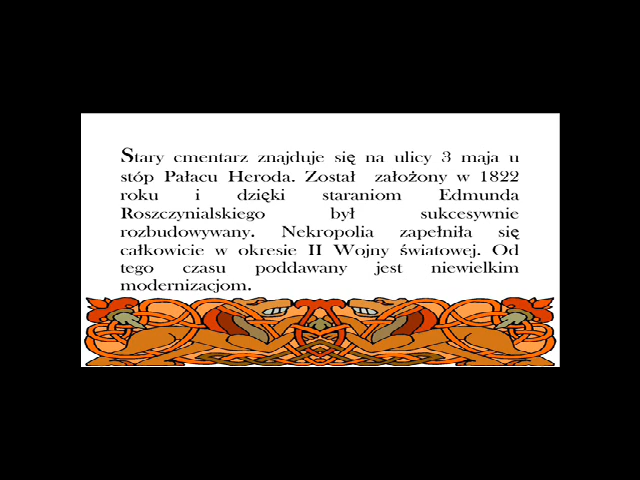 Stary cmentarz znajduje się na ulicy 3 maja u
stóp Pałacu Heroda. Został założony w 1822
roku i dzięki staraniom Edmunda
Roszczynialskiego był sukcesywnie
rozbudowywany. Nekropolia zapełniła się
całkowicie w okresie II Wojny światowej. Od
tego czasu poddawany jest niewielkim
modernizacjom.